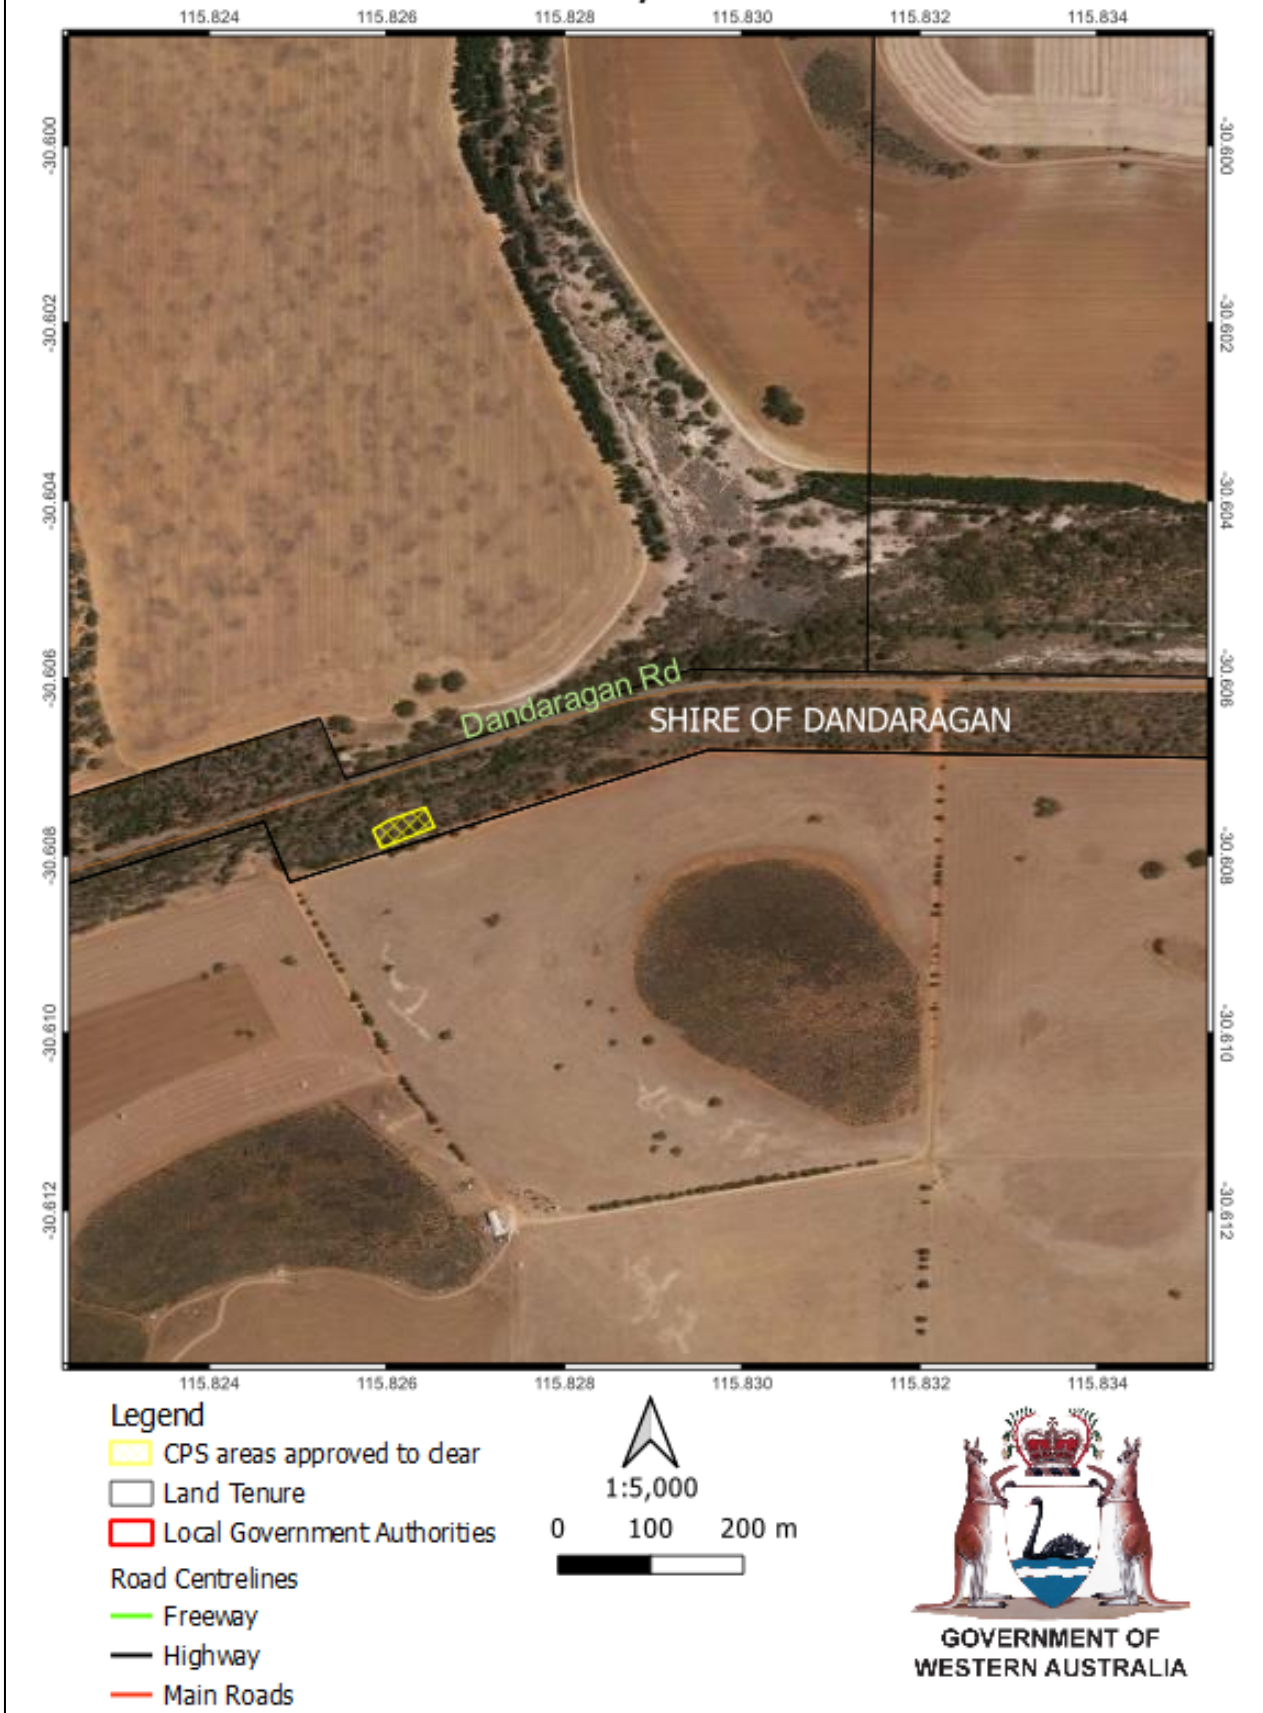 115.824 115.826 115.828 115.830 115.832 115.834
-30.600 -30.600
-30.602 -30.602
-30.604 -30.604
-30.606 -30.606
Dandaragan Rd
SHIRE OF DANDARAGAN
-30.608 -30.608
-30.610 -30.610
-30.612 -30.612
115.824 115.826 115.828 115.830 115.832 115.834
Legend
CPS areas approved to clear
Land Tenure
Local Government Authorities
Road Centrelines
Freeway
Highway
Main Roads
1:5,000
0 100 200 m
GOVERNMENT OF
WESTERN AUSTRALIA